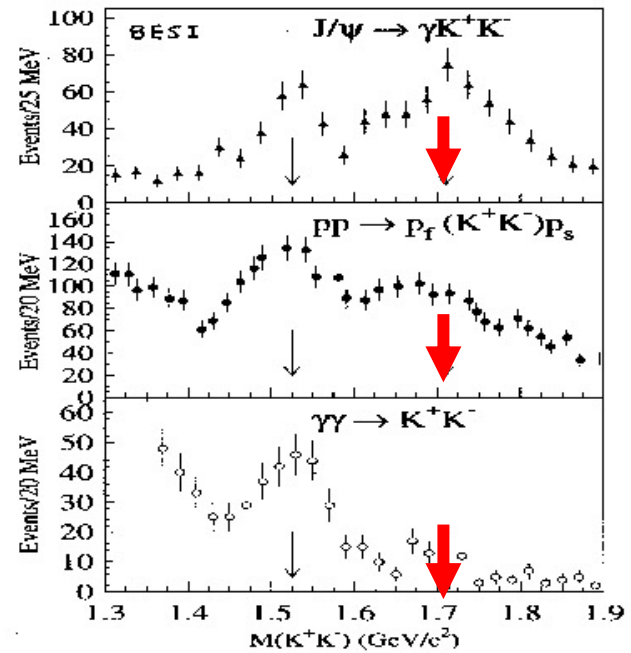 BESI J/ψ → γK⁺K⁻
Events/25 MeV
100
80
60
40
20
0
pp → p_f (K⁺K⁻)p_s
Events/20 MeV
160
140
120
100
80
60
40
20
0
γγ → K⁺K⁻
Events/20 MeV
60
50
40
30
20
10
0
1.3 1.4 1.5 1.6 1.7 1.8 1.9
M(K⁺K⁻) (GeV/c²)